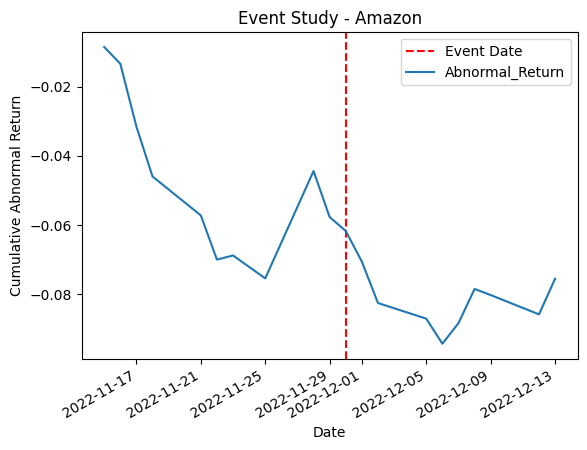 Event Study - Amazon
Event Date
Abnormal_Return
Cumulative Abnormal Return
−0.02
−0.04
−0.06
−0.08
2022-11-17
2022-11-21
2022-11-25
2022-11-29
2022-12-01
2022-12-05
2022-12-09
2022-12-13
Date